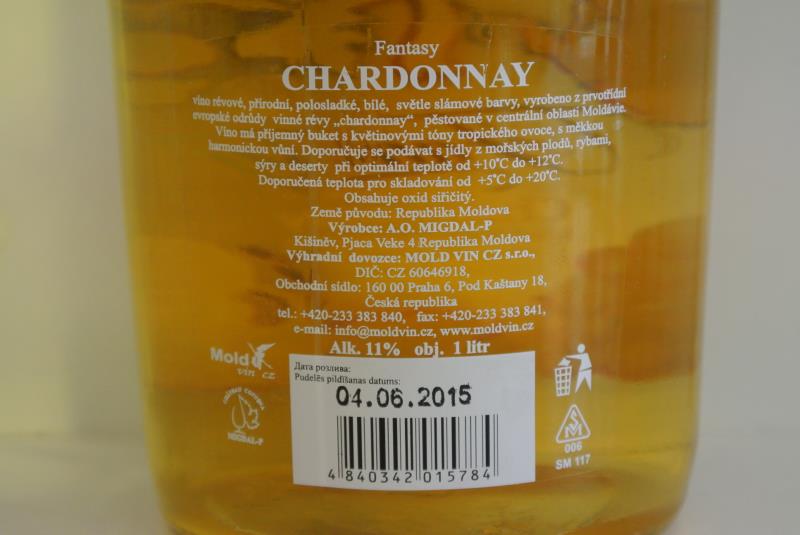 Fantasy
CHARDONNAY
víno révové, přírodní, polosladké, bílé, světle slámové barvy, vyrobeno z prvotřídní
evropské odrůdy vinné révy „chardonnay“, pěstované v centrální oblasti Moldávie.
Víno má příjemný buket s květinovými tóny tropického ovoce, s měkkou
harmonickou vůní. Doporučuje se podávat s jídly z mořských plodů, rybami,
sýry a deserty při optimální teplotě od +10°C do +12°C.
Doporučená teplota pro skladování od +5°C do +20°C.
Obsahuje oxid siřičitý.
Země původu: Republika Moldova
Výrobce: A.O. MIGDAL-P
Kišiněv, Pjaca Veke 4 Republika Moldova
Výhradní dovozce: MOLD VIN CZ s.r.o.,
DIČ: CZ 60646918,
Obchodní sídlo: 160 00 Praha 6, Pod Kaštany 18,
Česká republika
tel.: +420-233 383 840, fax: +420-233 383 841,
e-mail: info@moldvin.cz, www.moldvin.cz
Alk. 11% obj. 1 litr
Mold
vin cz
MIGDAL-P
Дата розлива:
Pudelēs pildīšanas datums:
04.06.2015
4 840342 015784
SM
006
SM 117